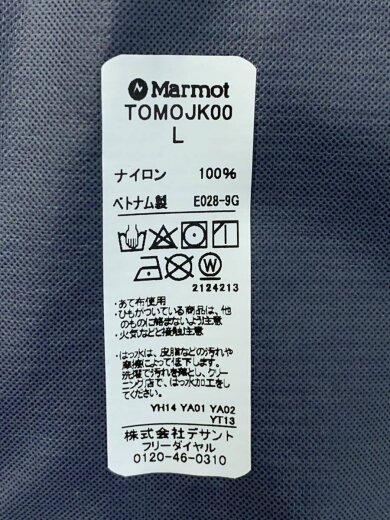 Marmot
TOMOJK00
L
ナイロン 100%
ベトナム製 E028-9G
W
2124213
・あて布使用
・ひもがついている商品は、他
のものに絡まないよう注意
・火気などと接触注意
・はっ水は、皮脂などの汚れや
摩擦によって低下します。
洗濯で汚れを落とし、クリー
ニング店で、はっ水加工をし
てください。
YH14 YA01 YA02
YT13
株式会社デサント
フリーダイヤル
0120-46-0310